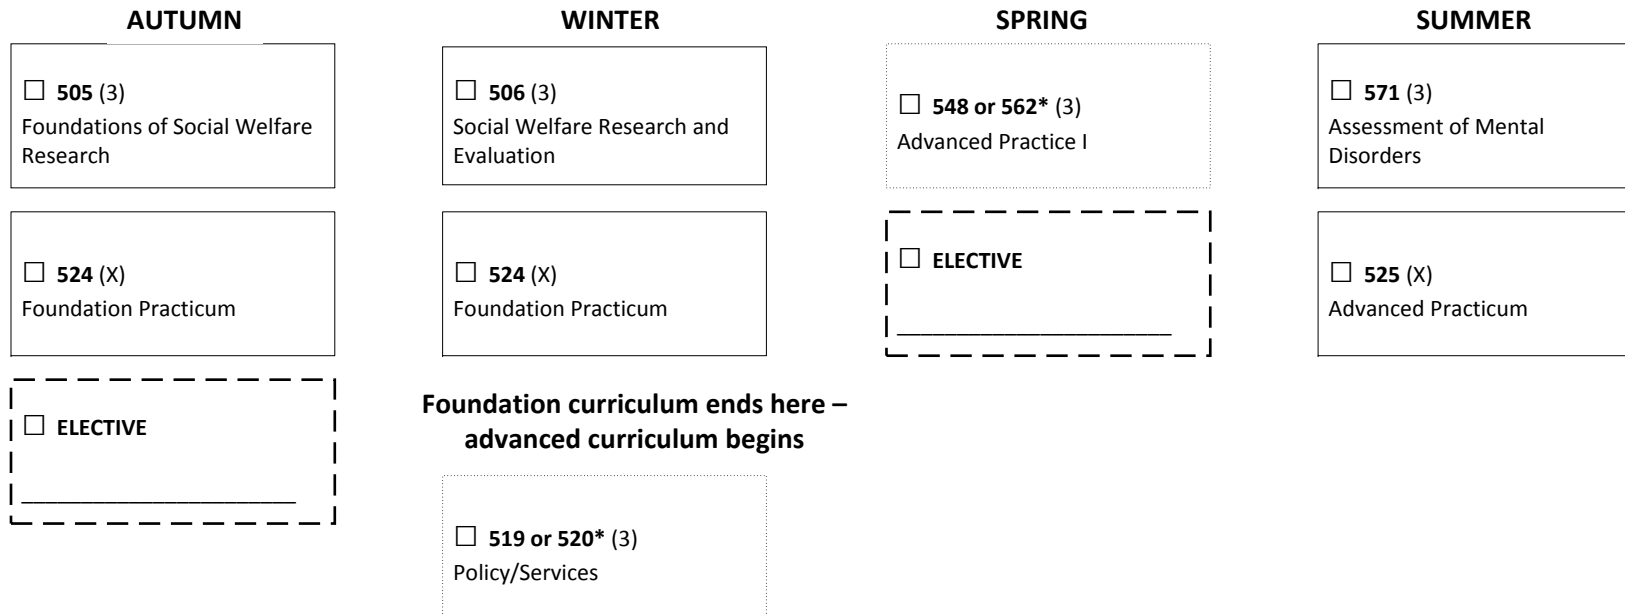 AUTUMN
☐ 505 (3)
Foundations of Social Welfare
Research
☐ 524 (X)
Foundation Practicum
☐ ELECTIVE
_______________________
WINTER
☐ 506 (3)
Social Welfare Research and
Evaluation
☐ 524 (X)
Foundation Practicum
Foundation curriculum ends here –
advanced curriculum begins
☐ 519 or 520* (3)
Policy/Services
SPRING
☐ 548 or 562* (3)
Advanced Practice I
☐ ELECTIVE
_______________________
SUMMER
☐ 571 (3)
Assessment of Mental
Disorders
☐ 525 (X)
Advanced Practicum